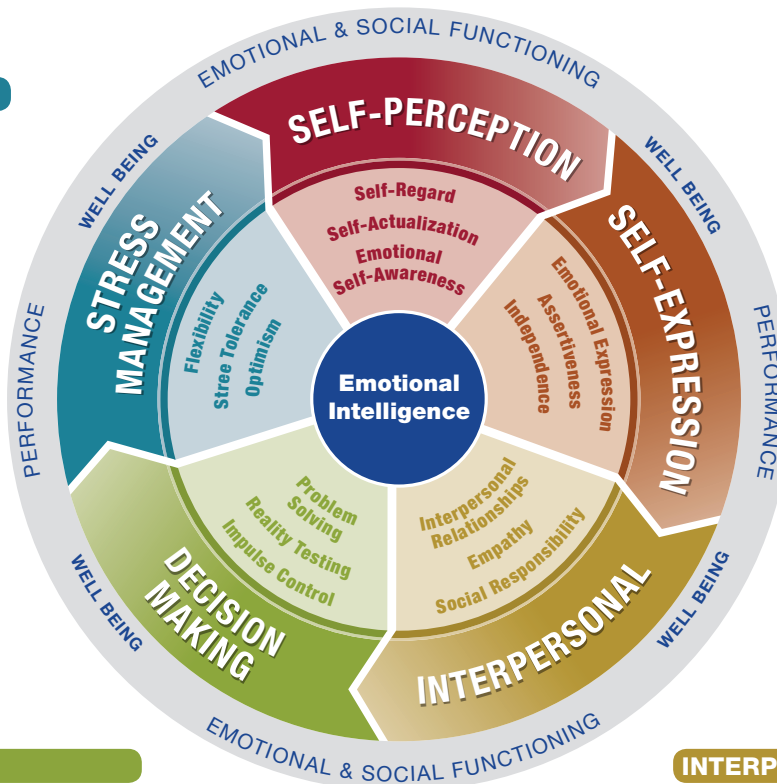 EMOTIONAL & SOCIAL FUNCTIONING
WELL BEING
WELL BEING
PERFORMANCE
PERFORMANCE
SELF-PERCEPTION
Self-Regard
Self-Actualization
Emotional
Self-Awareness
SELF-EXPRESSION
Emotional Expression
Assertiveness
Independence
STRESS
MANAGEMENT
Flexibility
Stree Tolerance
Optimism
Emotional
Intelligence
Interpersonal
Relationships
Empathy
Social Responsibility
INTERPERSONAL
Problem
Solving
Reality Testing
Impulse Control
DECISION
MAKING
WELL BEING
WELL BEING
EMOTIONAL & SOCIAL FUNCTIONING
INTERP